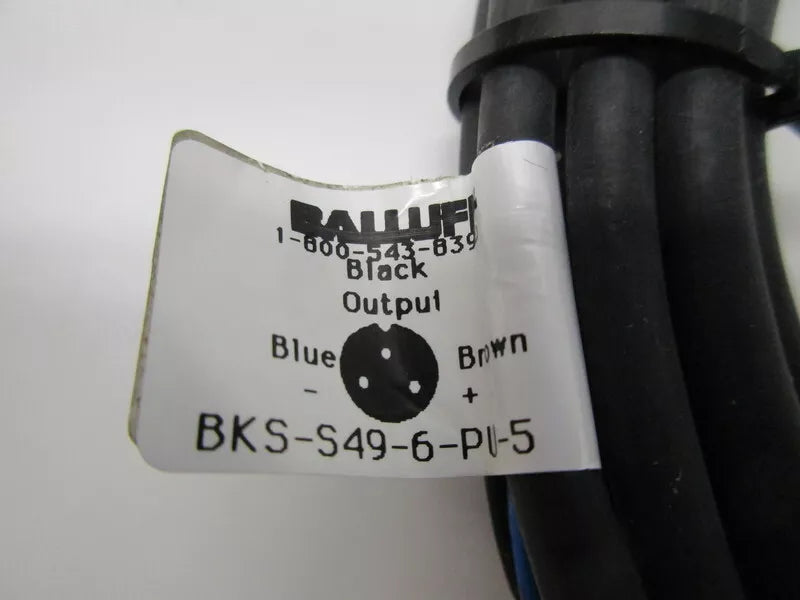 BALLUFF
1-800-543-839
Black
Output
Blue Brown
- +
BKS-S49-6-PU-5